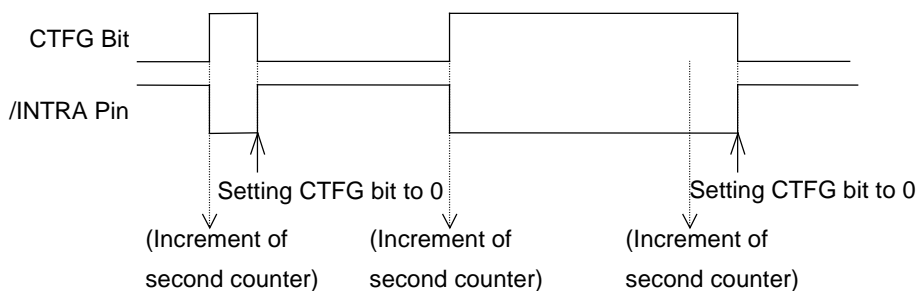 CTFG Bit
/INTRA Pin
Setting CTFG bit to 0
Setting CTFG bit to 0
(Increment of
second counter)
(Increment of
second counter)
(Increment of
second counter)